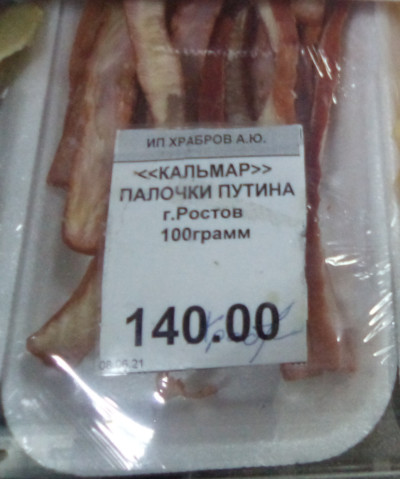 ИП ХРАБРОВ А.Ю.
<<КАЛЬМАР>>
ПАЛОЧКИ ПУТИНА
г.Ростов
100грамм
140.00